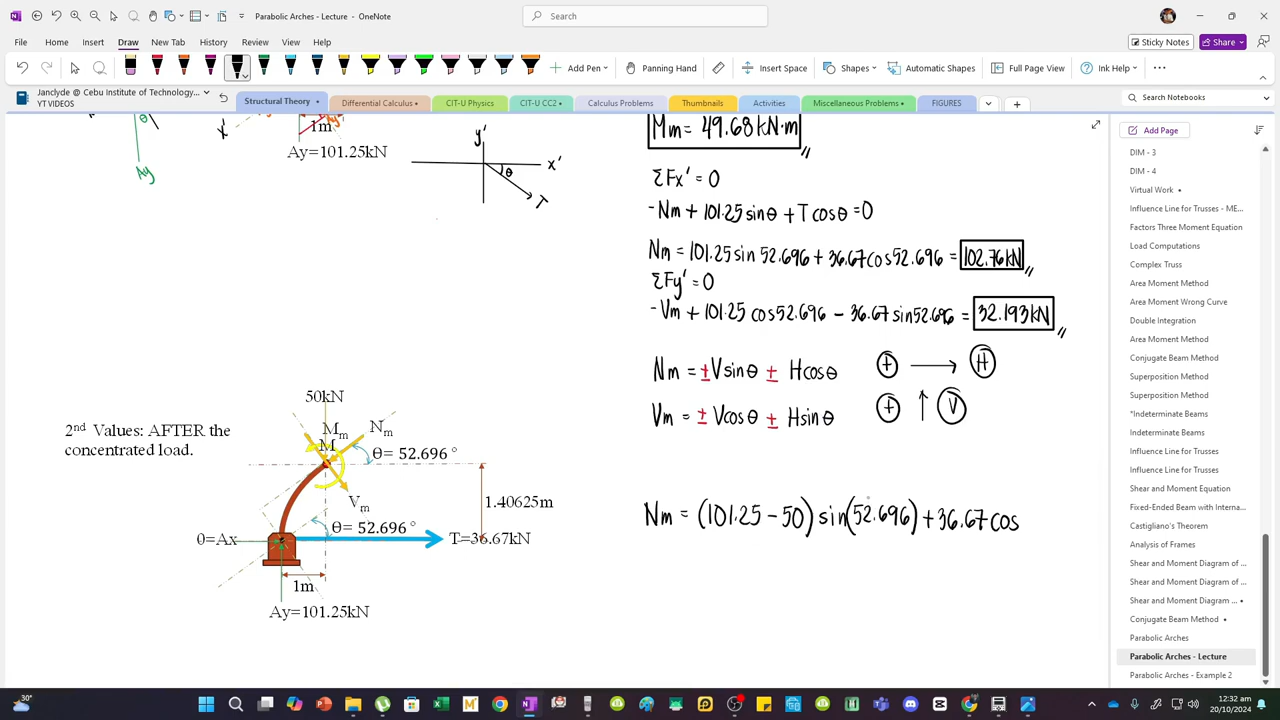 Parabolic Arches - Lecture - OneNote
Search
File Home Insert Draw New Tab History Review View Help
Sticky Notes
Share
Add Pen
Panning Hand
Insert Space
Shapes
Automatic Shapes
Full Page View
Ink Help
Janclyde @ Cebu Institute of Technology...
YT VIDEOS
Structural Theory
Differential Calculus
CIT-U Physics
CIT-U CC2
Calculus Problems
Thumbnails
Activities
Miscellaneous Problems
FIGURES
Search Notebooks
Add Page
DIM - 3
DIM - 4
Virtual Work
Influence Line for Trusses - ME...
Factors Three Moment Equation
Load Computations
Complex Truss
Area Moment Method
Area Moment Wrong Curve
Double Integration
Area Moment Method
Conjugate Beam Method
Superposition Method
Superposition Method
*Indeterminate Beams
Indeterminate Beams
Influence Line for Trusses
Influence Line for Trusses
Shear and Moment Equation
Fixed-Ended Beam with Interna...
Castigliano's Theorem
Analysis of Frames
Shear and Moment Diagram of ...
Shear and Moment Diagram of ...
Shear and Moment Diagram ...
Conjugate Beam Method
Parabolic Arches
Parabolic Arches - Lecture
Parabolic Arches - Example 2
θ
x'
1m
Ay
Ay=101.25kN
y'
x'
θ
T
Mm = 49.68 kN·m
ΣFx' = 0
-Nm + 101.25 sinθ + T cosθ = 0
Nm = 101.25 sin 52.696 + 36.67 cos 52.696 = 102.76 kN
ΣFy' = 0
-Vm + 101.25 cos52.696 - 36.67 sin52.696 = 32.193 kN
Nm = ± Vsinθ ± Hcosθ
+ → H
Vm = ± Vcosθ ± Hsinθ
+ ↑ V
Nm = (101.25 - 50) sin(52.696) + 36.67 cos
2nd Values: AFTER the
concentrated load.
50kN
Mm
Nm
M
θ= 52.696 °
Vm
1.40625m
θ= 52.696 °
0=Ax
T=36.67kN
1m
Ay=101.25kN
30°
12:32 am
20/10/2024